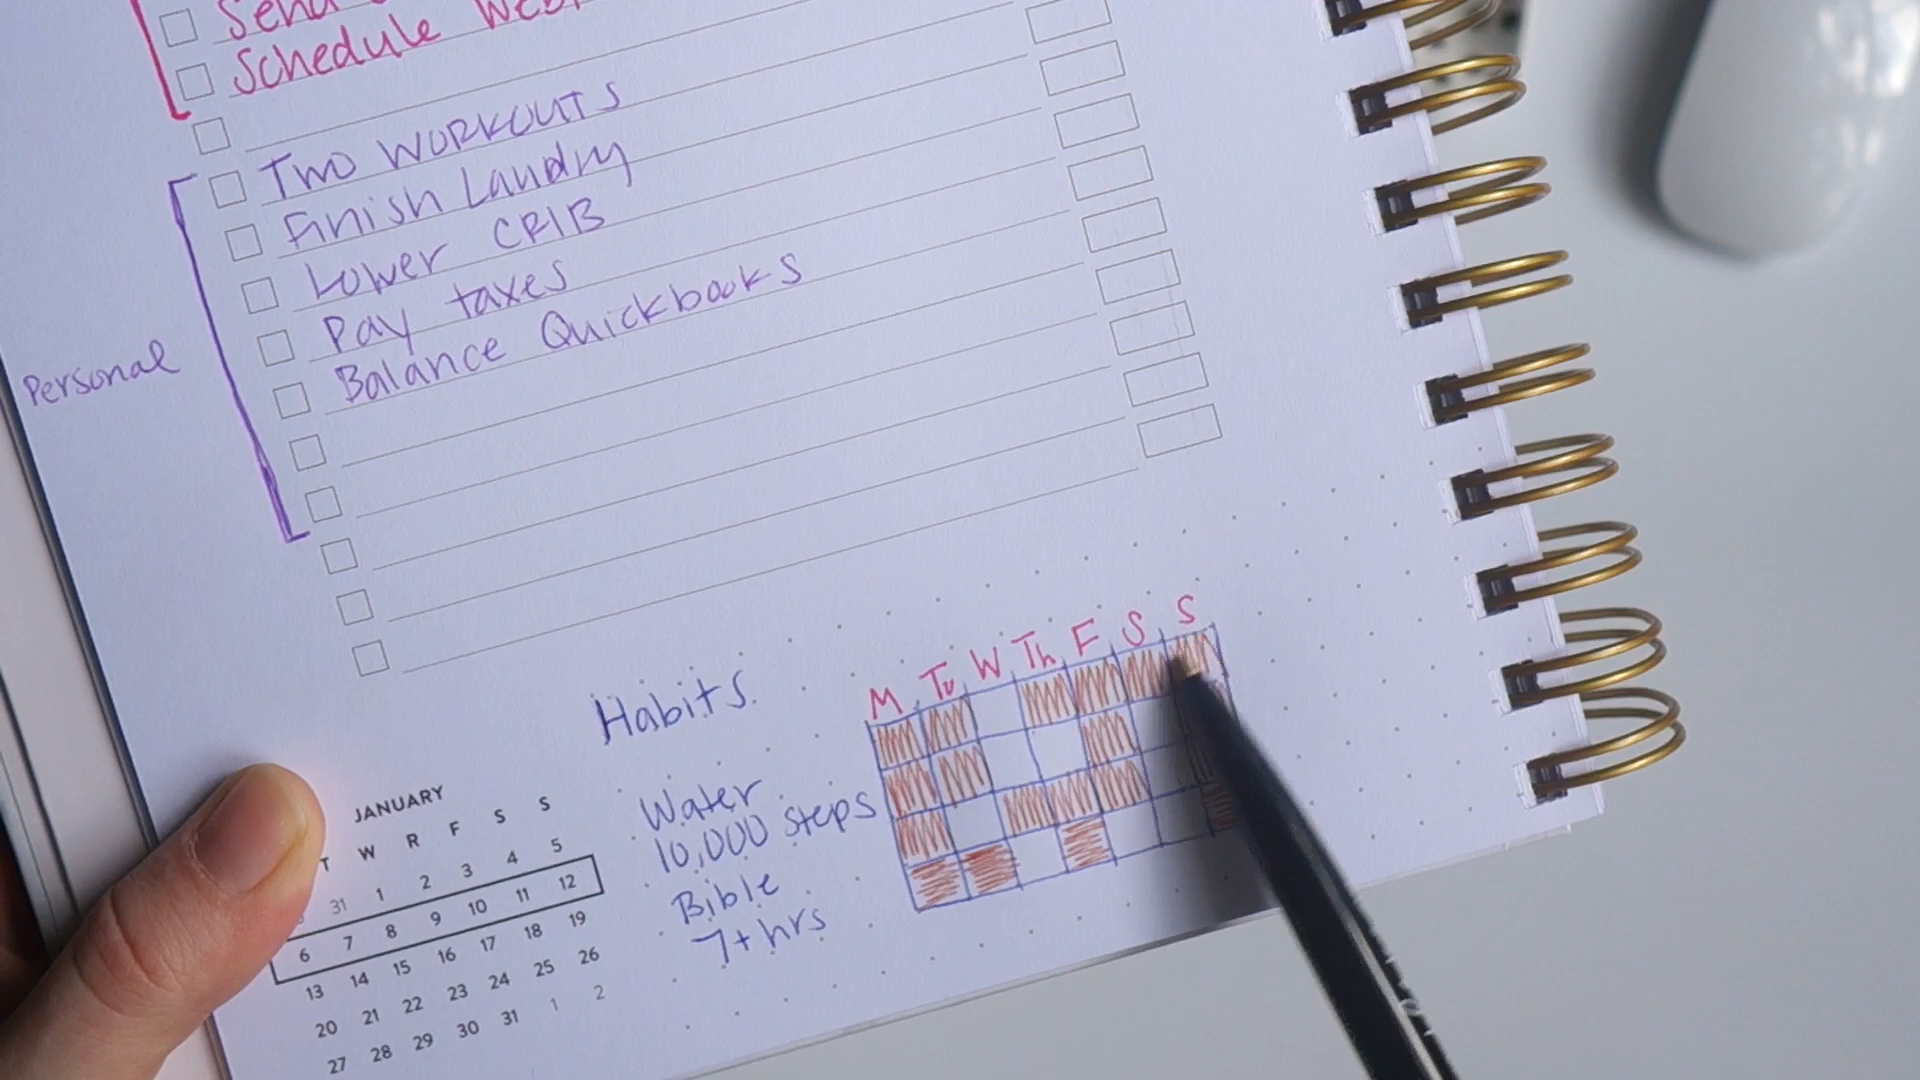 Send
Schedule
Two WORKOUTS
Finish Laundry
Lower CRIB
Pay taxes
Balance Quickbooks
Personal
M Tu W Th F S S
Habits
Water
10,000 steps
Bible
7+ hrs
JANUARY
T W R F S S
31 1 2 3 4 5
6 7 8 9 10 11 12
13 14 15 16 17 18 19
20 21 22 23 24 25 26
27 28 29 30 31 1 2